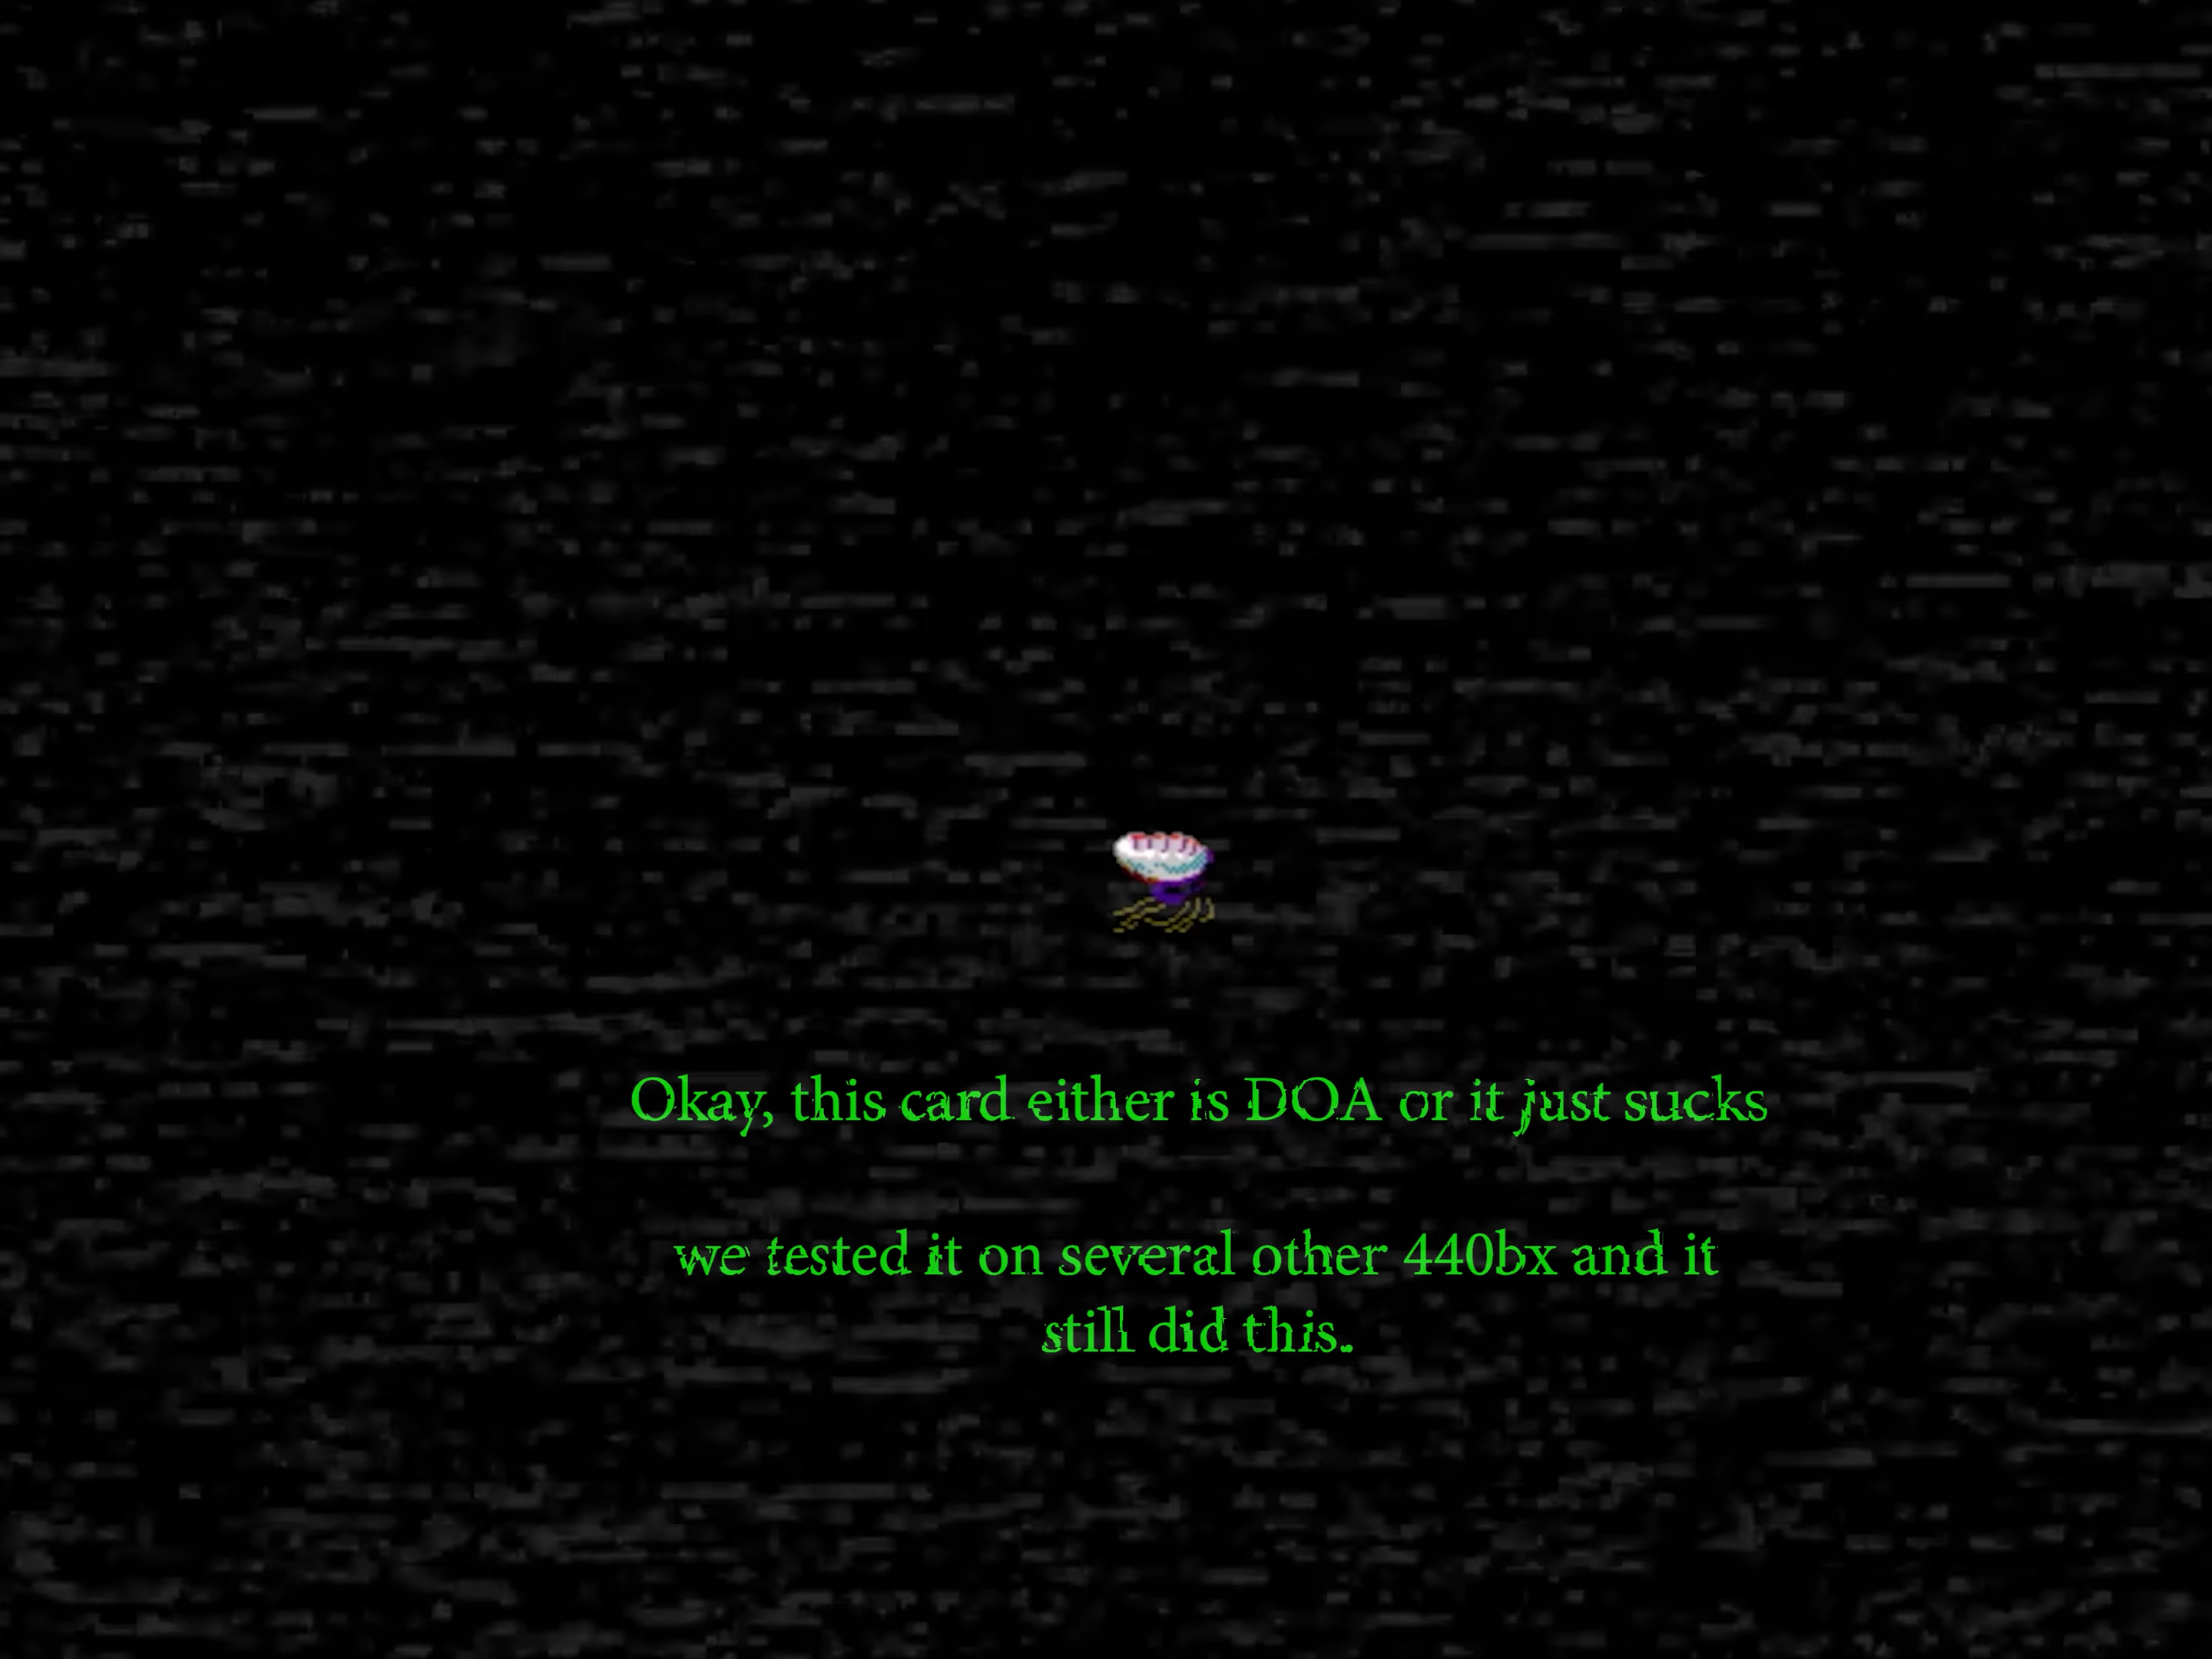 Okay, this card either is DOA or it just sucks
we tested it on several other 440bx and it
still did this.